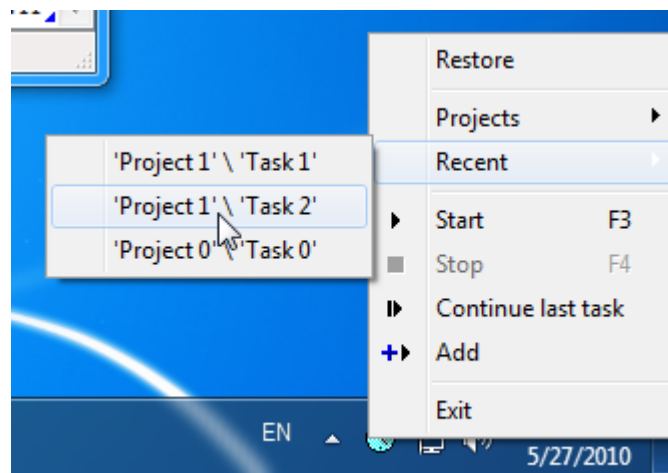 Restore
Projects
Recent
'Project 1' \ 'Task 1'
'Project 1' \ 'Task 2'
'Project 0' \ 'Task 0'
Start F3
Stop F4
Continue last task
Add
Exit
EN
5/27/2010